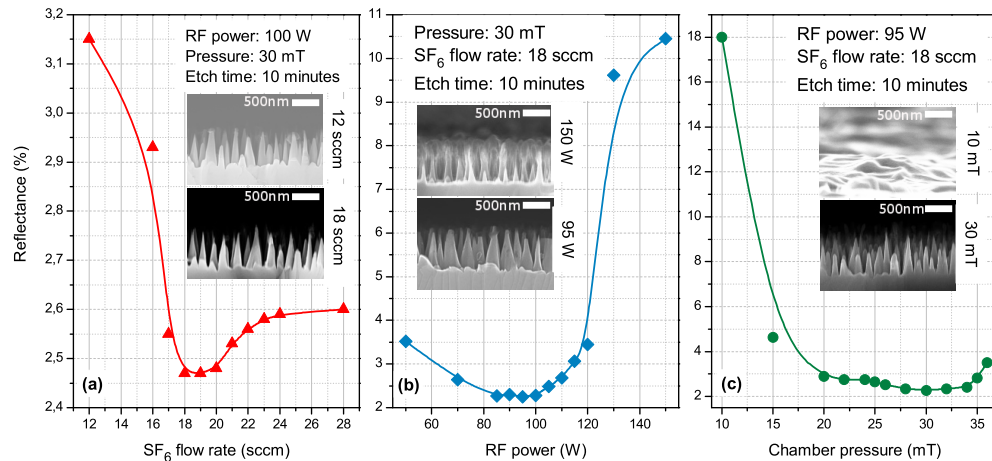 Reflectance (%)
3,2
3,1
3,0
2,9
2,8
2,7
2,6
2,5
2,4
12 14 16 18 20 22 24 26 28
SF6 flow rate (sccm)
RF power: 100 W
Pressure: 30 mT
Etch time: 10 minutes
500nm
12 sccm
500nm
18 sccm
(a)
11
10
9
8
7
6
5
4
3
2
60 80 100 120 140
RF power (W)
Pressure: 30 mT
SF6 flow rate: 18 sccm
Etch time: 10 minutes
500nm
150 W
500nm
95 W
(b)
18
16
14
12
10
8
6
4
2
10 15 20 25 30 35
Chamber pressure (mT)
RF power: 95 W
SF6 flow rate: 18 sccm
Etch time: 10 minutes
500nm
10 mT
500nm
30 mT
(c)